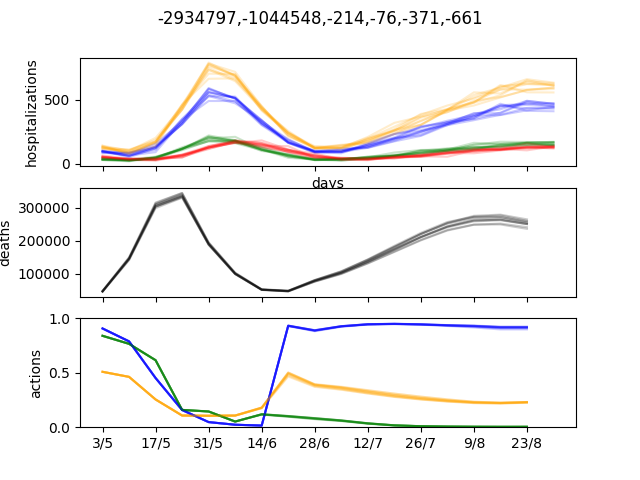 -2934797,-1044548,-214,-76,-371,-661
hospitalizations
500
0
days
deaths
300000
200000
100000
actions
1.0
0.5
0.0
3/5 17/5 31/5 14/6 28/6 12/7 26/7 9/8 23/8